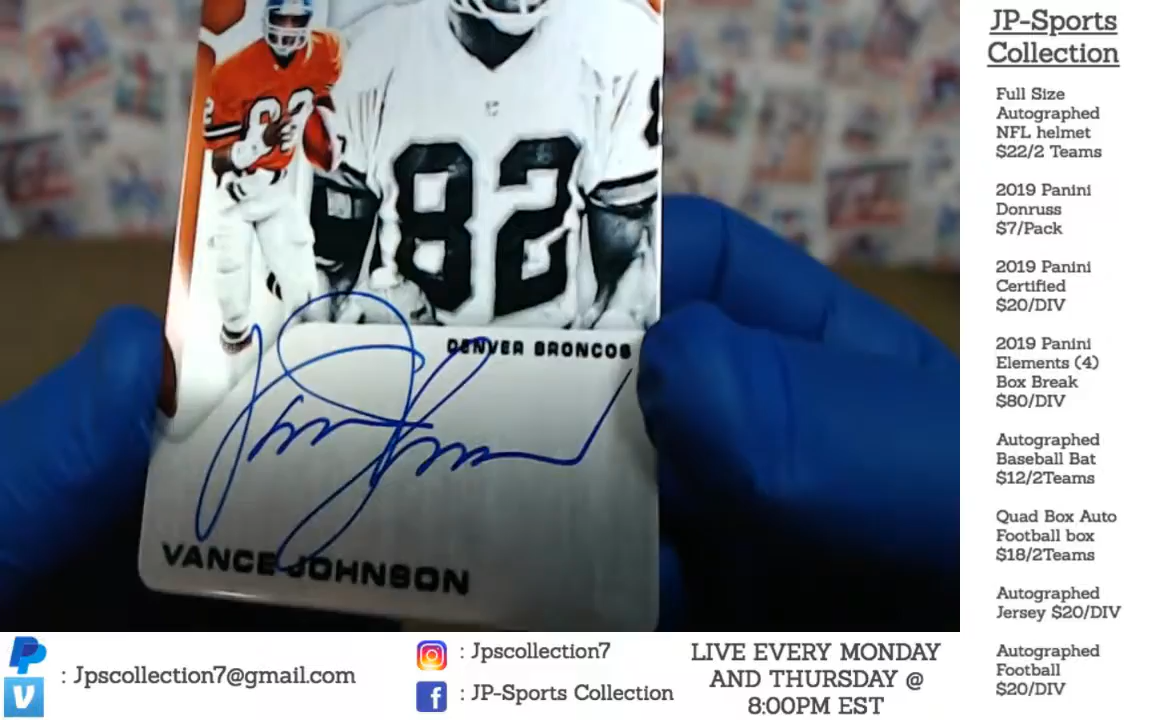 JP-Sports
Collection
Full Size
Autographed
NFL helmet
$22/2 Teams
2019 Panini
Donruss
$7/Pack
2019 Panini
Certified
$20/DIV
2019 Panini
Elements (4)
Box Break
$80/DIV
Autographed
Baseball Bat
$12/2Teams
Quad Box Auto
Football box
$18/2Teams
Autographed
Jersey $20/DIV
Autographed
Football
$20/DIV
82
82
DENVER BRONCOS
VANCE JOHNSON
: Jpscollection7@gmail.com
: Jpscollection7
: JP-Sports Collection
LIVE EVERY MONDAY
AND THURSDAY @
8:00PM EST